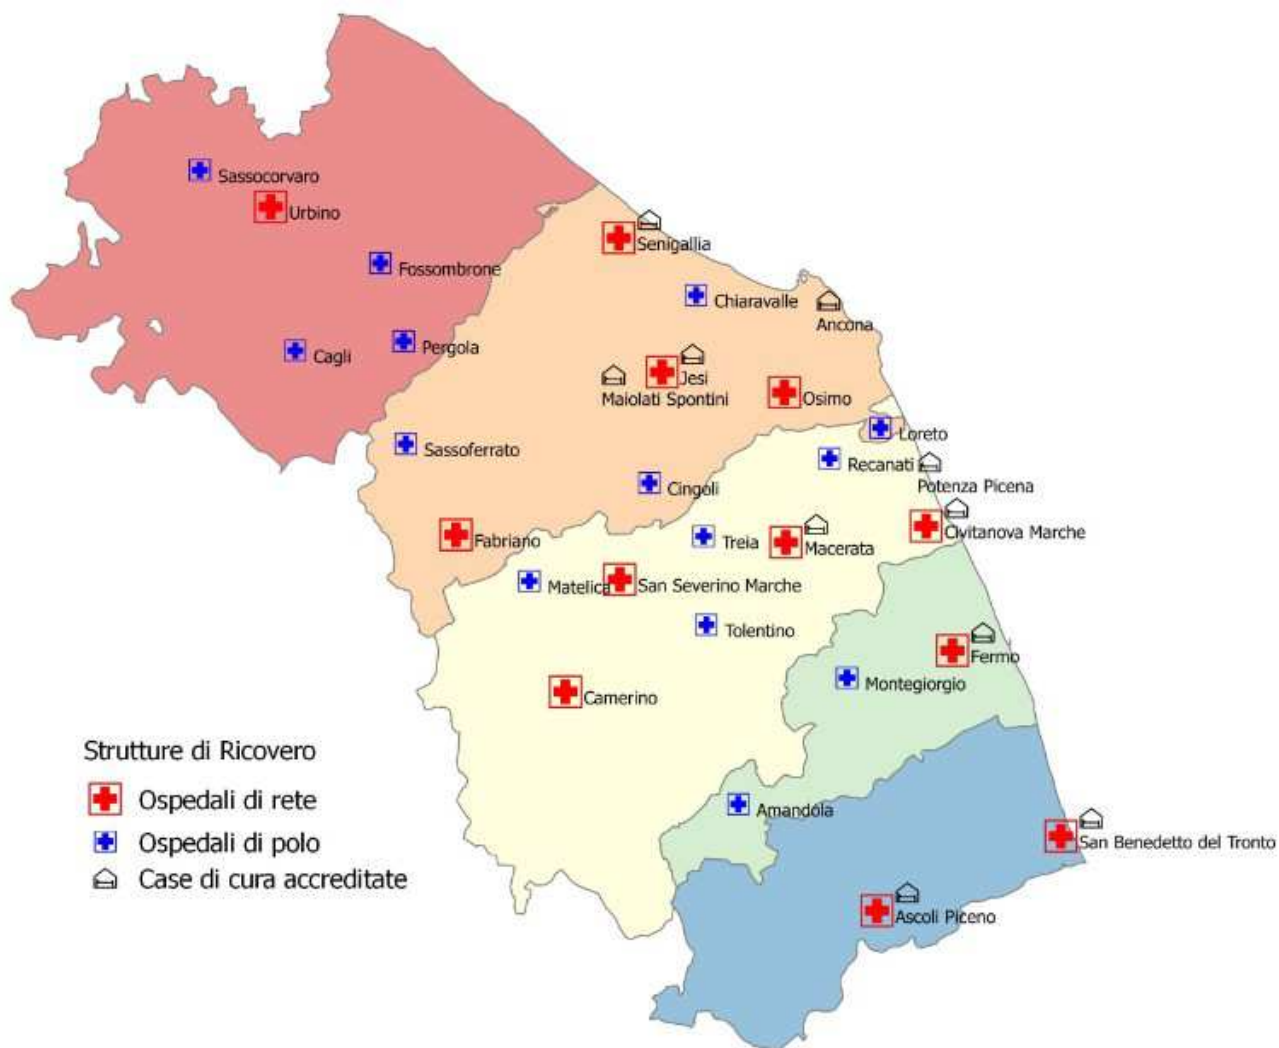 Sassocorvaro
Urbino
Senigallia
Fossombrone
Chiaravalle
Ancona
Pergola
Cagli
Jesi
Maiolati Spontini
Osimo
Loreto
Sassoferrato
Recanati
Potenza Picena
Cingoli
Civitanova Marche
Fabriano
Treia
Macerata
Matelica
San Severino Marche
Tolentino
Fermo
Montegiorgio
Camerino
Strutture di Ricovero
Ospedali di rete
Ospedali di polo
Case di cura accreditate
Amandola
San Benedetto del Tronto
Ascoli Piceno